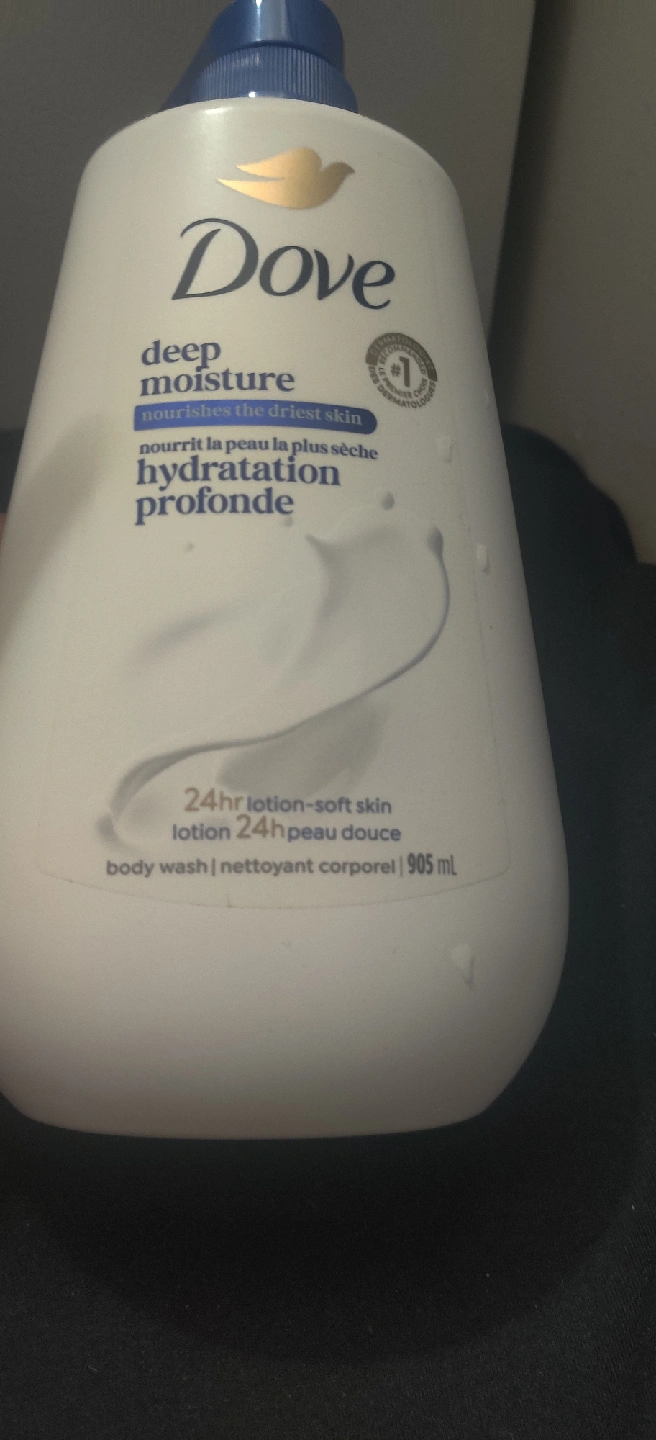 Dove
deep
moisture
nourishes the driest skin
nourrit la peau la plus sèche
hydratation
profonde
#1
24hr lotion-soft skin
lotion 24h peau douce
body wash | nettoyant corporel | 905 mL